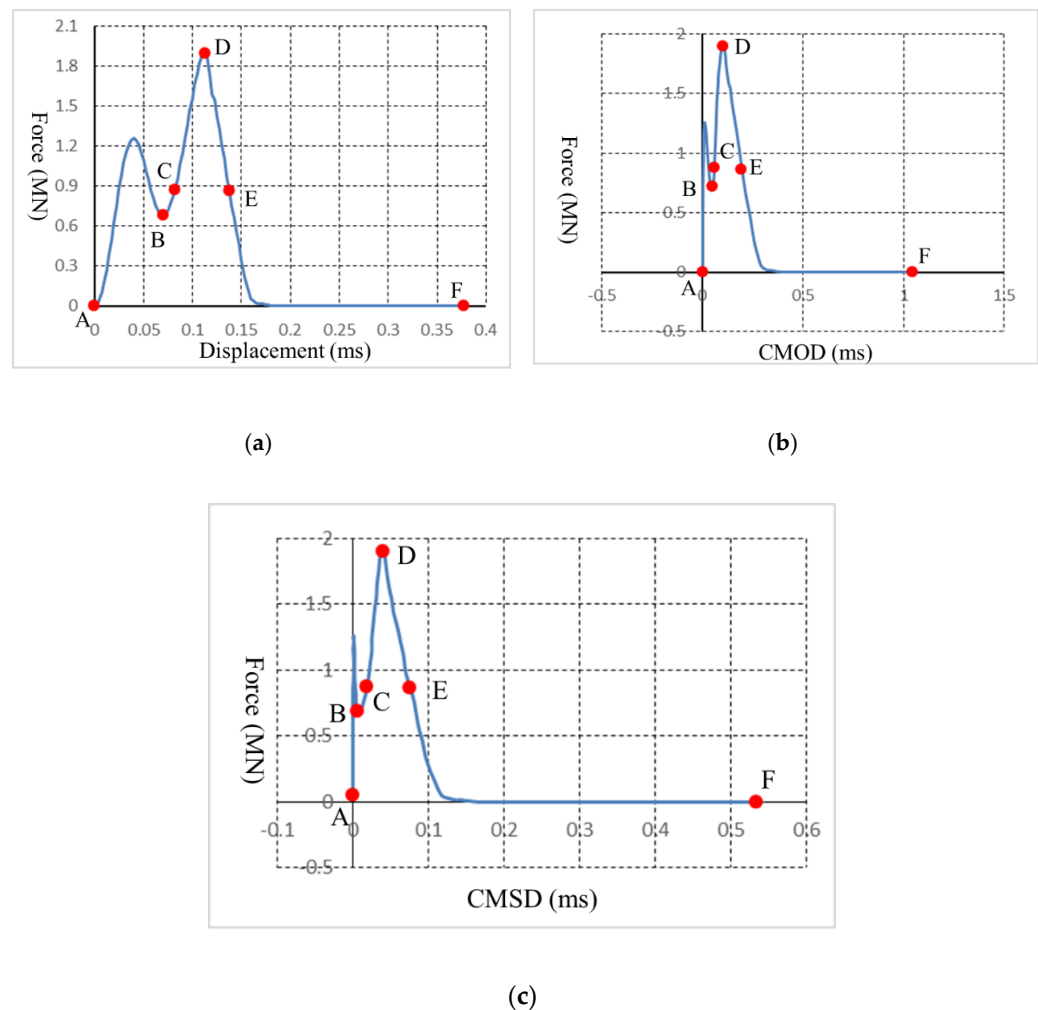 2.1
1.8
1.5
1.2
0.9
0.6
0.3
0
Force (MN)
A
B
C
D
E
F
0 0.05 0.1 0.15 0.2 0.25 0.3 0.35 0.4
Displacement (ms)
(a)
2
1.5
1
0.5
0
-0.5
Force (MN)
A
B
C
D
E
F
-0.5 0 0.5 1 1.5
CMOD (ms)
(b)
2
1.5
1
0.5
0
-0.5
Force (MN)
A
B
C
D
E
F
-0.1 0 0.1 0.2 0.3 0.4 0.5 0.6
CMSD (ms)
(c)